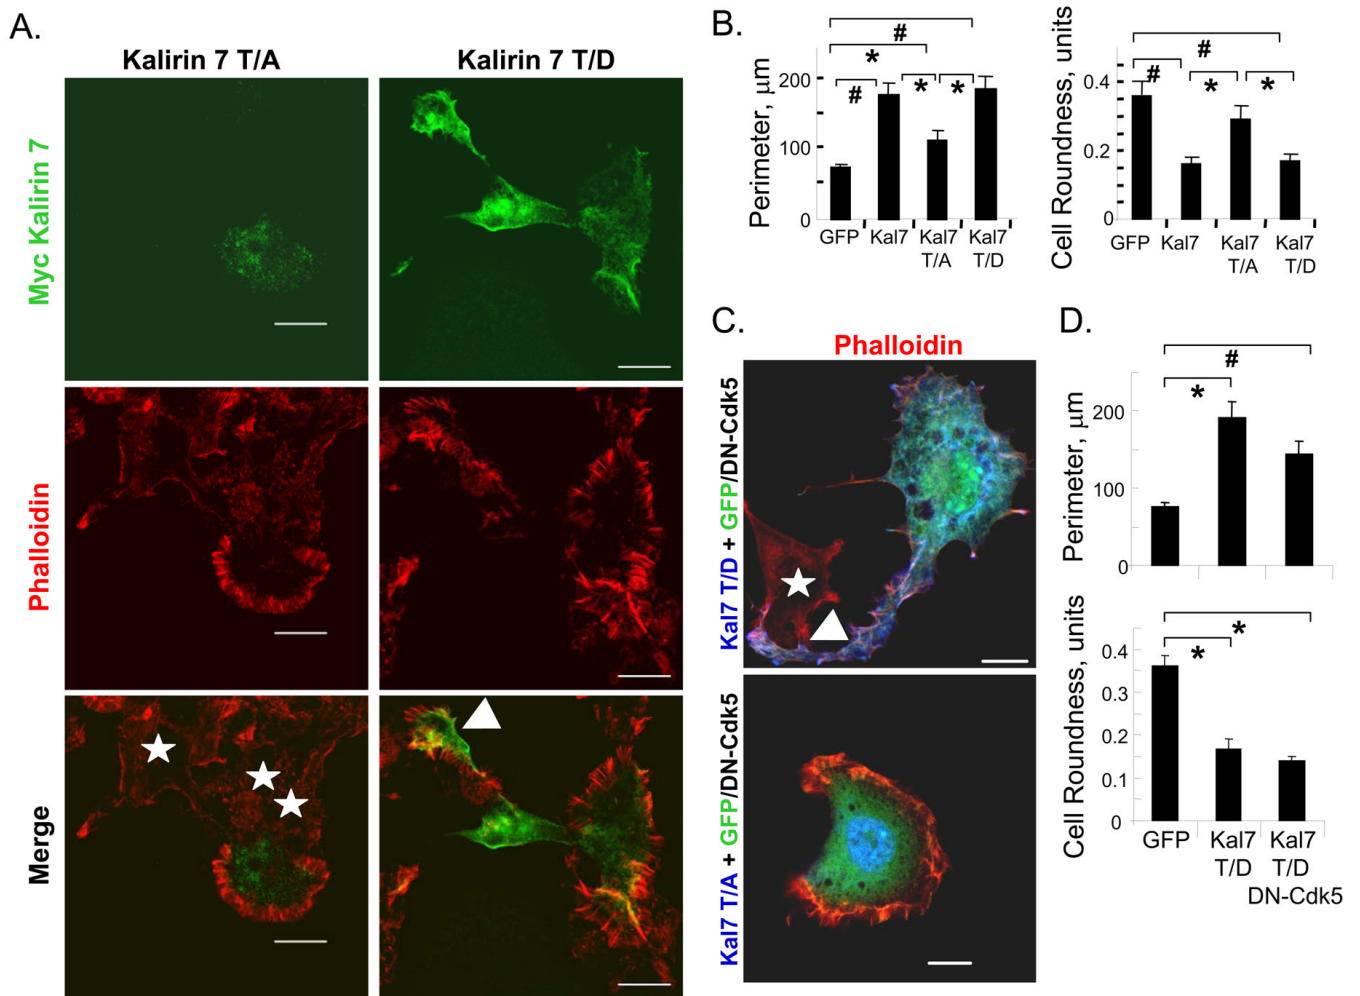 A.
Kalirin 7 T/A
Kalirin 7 T/D
Myc Kalirin 7
Phalloidin
Merge
B.
Perimeter, μm
200
100
0
#
*
#
*
*
GFP
Kal7
Kal7
T/A
Kal7
T/D
Cell Roundness, units
0.4
0.2
0
#
#
*
*
GFP
Kal7
Kal7
T/A
Kal7
T/D
C.
Phalloidin
Kal7 T/D + GFP/DN-Cdk5
Kal7 T/A + GFP/DN-Cdk5
D.
Perimeter, μm
200
100
0
#
*
Cell Roundness, units
0.4
0.3
0.2
0.1
0
*
*
GFP
Kal7
T/D
Kal7
T/D
DN-Cdk5